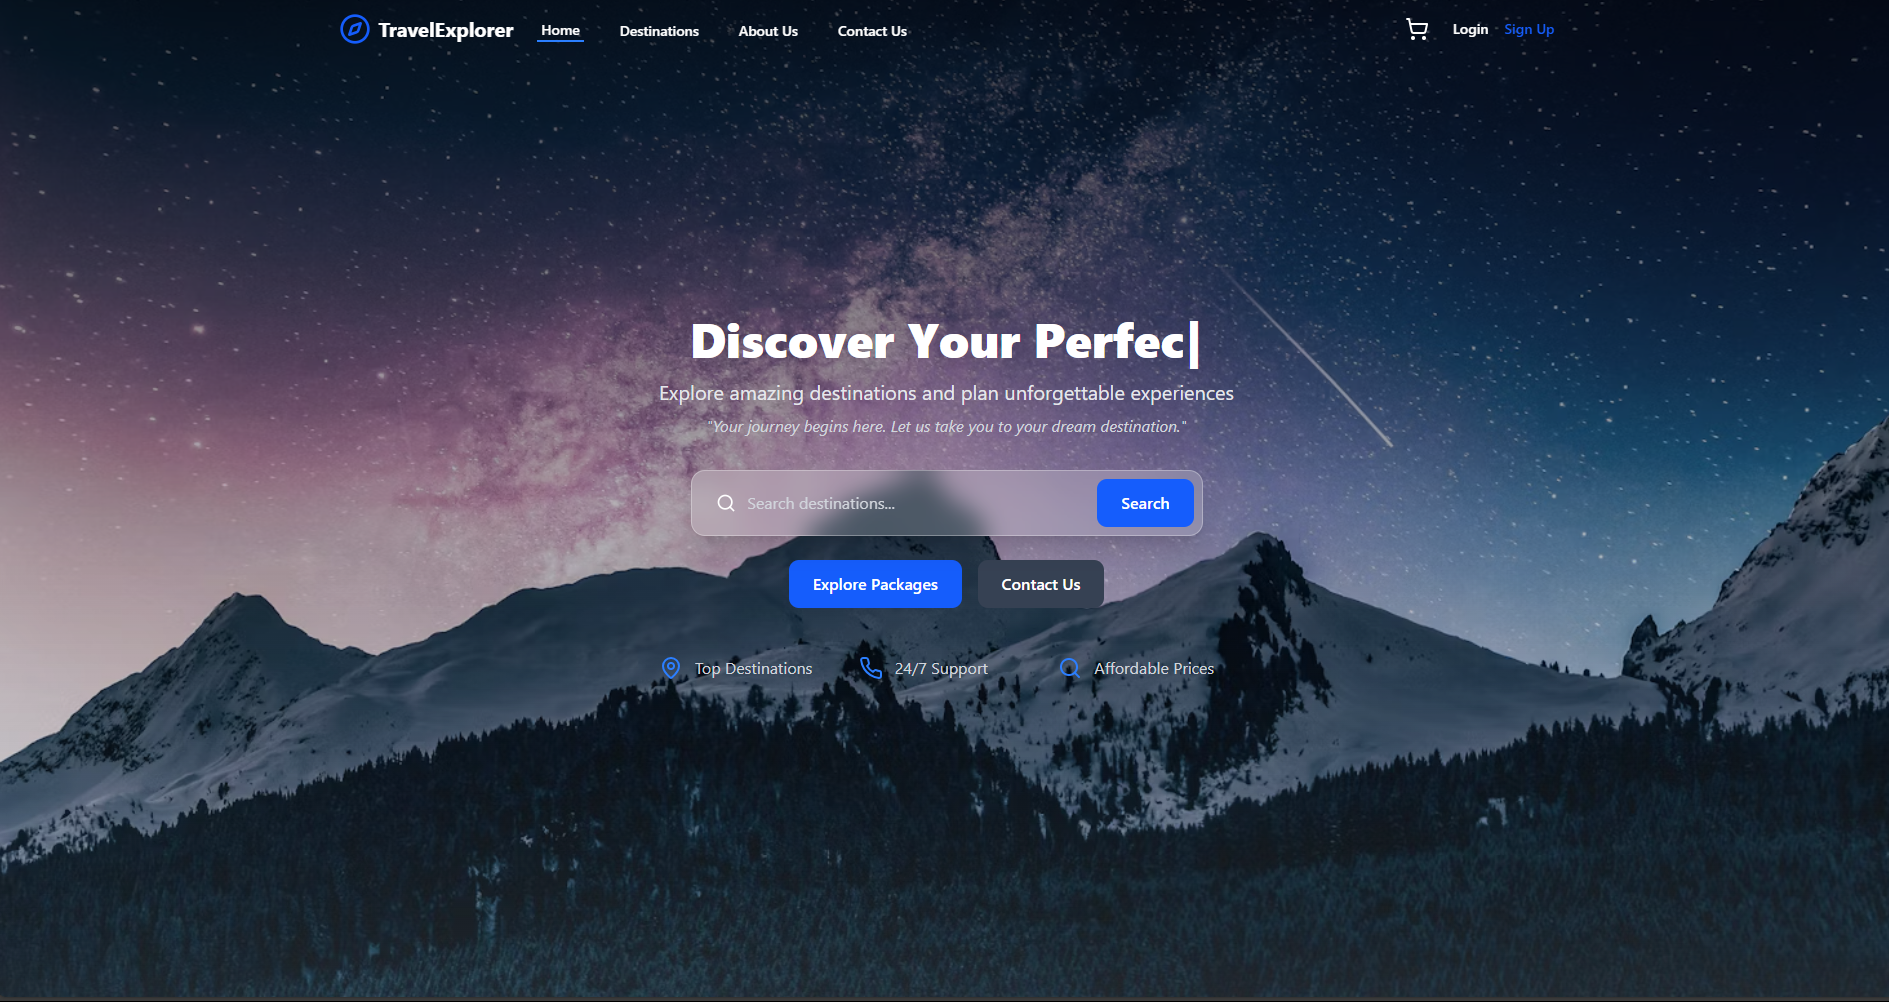 TravelExplorer Home Destinations About Us Contact Us Login Sign Up
Discover Your Perfec|
Explore amazing destinations and plan unforgettable experiences
"Your journey begins here. Let us take you to your dream destination."
Search destinations... Search
Explore Packages Contact Us
Top Destinations 24/7 Support Affordable Prices